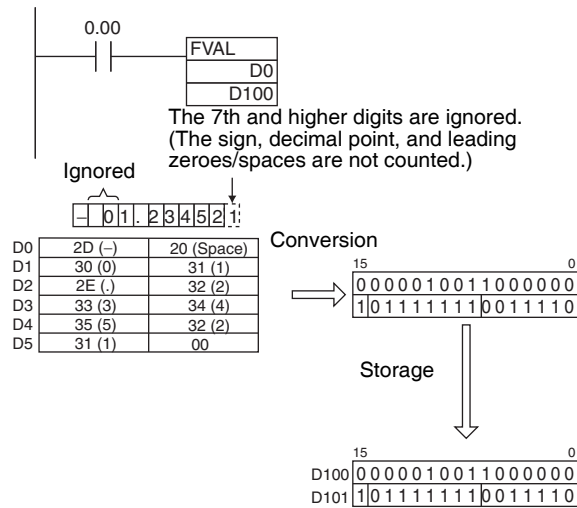 0.00
FVAL
D0
D100
The 7th and higher digits are ignored.
(The sign, decimal point, and leading
zeroes/spaces are not counted.)
Ignored
– 0 1 . 2 3 4 5 2 1
D0 2D (–) 20 (Space)
D1 30 (0) 31 (1)
D2 2E (.) 32 (2)
D3 33 (3) 34 (4)
D4 35 (5) 32 (2)
D5 31 (1) 00
Conversion
15 0
0 0 0 0 0 1 0 0 1 1 0 0 0 0 0 0
1 0 1 1 1 1 1 1 1 0 0 1 1 1 1 0
Storage
15 0
D100 0 0 0 0 0 1 0 0 1 1 0 0 0 0 0 0
D101 1 0 1 1 1 1 1 1 1 0 0 1 1 1 1 0